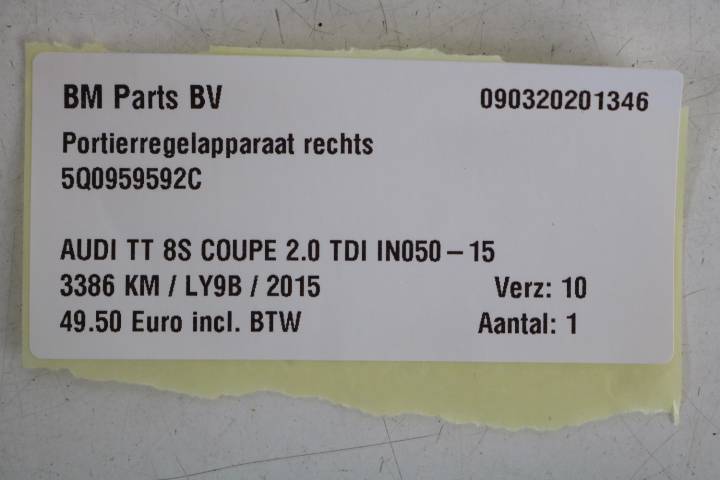 BM Parts BV 090320201346
Portierregelapparaat rechts
5Q0959592C
AUDI TT 8S COUPE 2.0 TDI IN050 – 15
3386 KM / LY9B / 2015 Verz: 10
49.50 Euro incl. BTW Aantal: 1